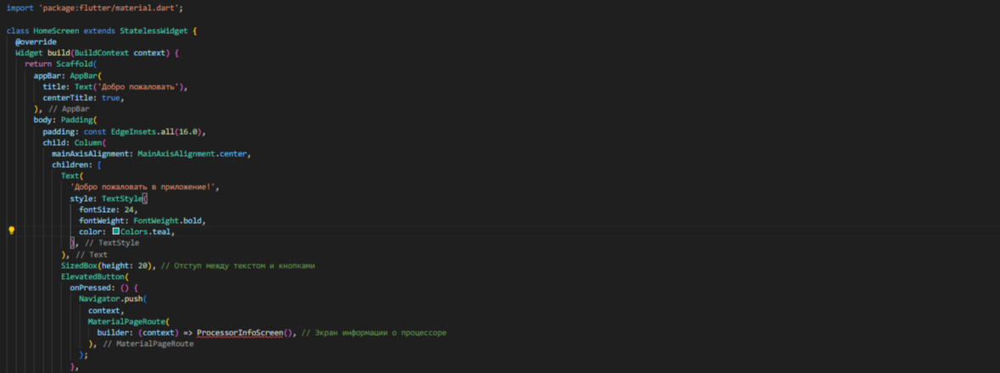 import 'package:flutter/material.dart';
class HomeScreen extends StatelessWidget {
@override
Widget build(BuildContext context) {
return Scaffold(
appBar: AppBar(
title: Text('Добро пожаловать'),
centerTitle: true,
), // AppBar
body: Padding(
padding: const EdgeInsets.all(16.0),
child: Column(
mainAxisAlignment: MainAxisAlignment.center,
children: [
Text(
'Добро пожаловать в приложение!',
style: TextStyle(
fontSize: 24,
fontWeight: FontWeight.bold,
color: Colors.teal,
), // TextStyle
), // Text
SizedBox(height: 20), // Отступ между текстом и кнопками
ElevatedButton(
onPressed: () {
Navigator.push(
context,
MaterialPageRoute(
builder: (context) => ProcessorInfoScreen(), // Экран информации о процессоре
), // MaterialPageRoute
);
},